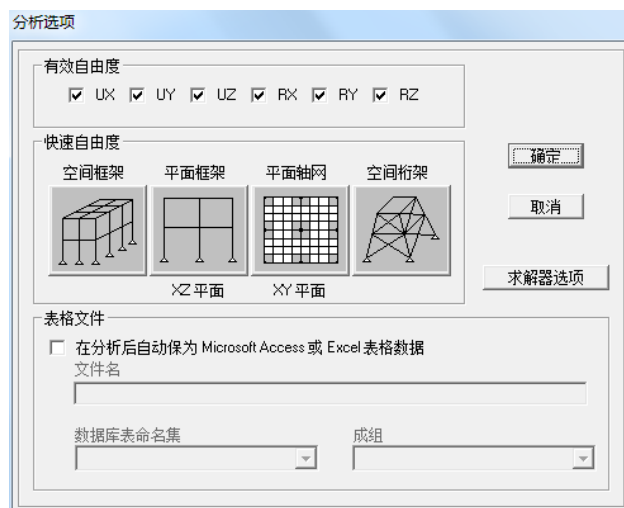 分析选项
有效自由度
UX UY UZ RX RY RZ
快速自由度
空间框架 平面框架 平面轴网 空间桁架
XZ平面 XY平面
确定
取消
求解器选项
表格文件
在分析后自动保为 Microsoft Access 或 Excel 表格数据
文件名
数据库表命名集 成组